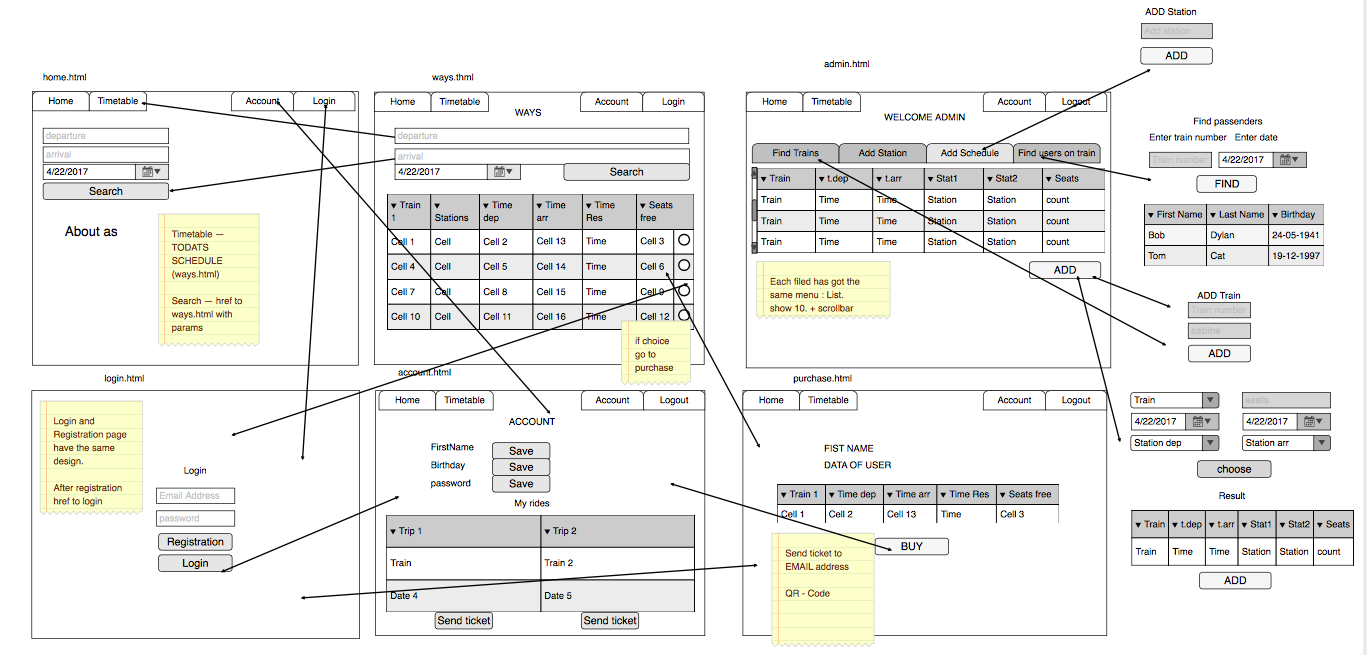 home.html
Home
Timetable
Account
Login
departure
arrival
4/22/2017
Search
About as
Timetable —
TODATS
SCHEDULE
(ways.html)
Search — href to
ways.html with
params
ways.thml
Home
Timetable
Account
Login
WAYS
departure
arrival
4/22/2017
Search
Train 1
Stations
Time dep
Time arr
Time Res
Seats free
Cell 1
Cell
Cell 2
Cell 13
Time
Cell 3
Cell 4
Cell
Cell 5
Cell 14
Time
Cell 6
Cell 7
Cell
Cell 8
Cell 15
Time
Cell 9
Cell 10
Cell
Cell 11
Cell 16
Time
Cell 12
if choice
go to
purchase
admin.html
Home
Timetable
Account
Logout
WELCOME ADMIN
Find Trains
Add Station
Add Schedule
Find users on train
Train
t.dep
t.arr
Stat1
Stat2
Seats
Train
Time
Time
Station
Station
count
Train
Time
Time
Station
Station
count
Train
Time
Time
Station
Station
count
ADD
Each filed has got the
same menu : List.
show 10. + scrollbar
ADD Station
Add station
ADD
Find passenders
Enter train number
Enter date
Train number
4/22/2017
FIND
First Name
Last Name
Birthday
Bob
Dylan
24-05-1941
Tom
Cat
19-12-1997
ADD Train
Train number
cabine
ADD
login.html
Login and
Registration page
have the same
design.
After registration
href to login
Login
Email Address
password
Registration
Login
account.html
Home
Timetable
Account
Logout
ACCOUNT
FirstName
Save
Birthday
Save
password
Save
My rides
Trip 1
Trip 2
Train
Train 2
Date 4
Date 5
Send ticket
Send ticket
purchase.html
Home
Timetable
Account
Logout
FIST NAME
DATA OF USER
Train 1
Time dep
Time arr
Time Res
Seats free
Cell 1
Cell 2
Cell 13
Time
Cell 3
BUY
Send ticket to
EMAIL address
QR - Code
Train
seats
4/22/2017
4/22/2017
Station dep
Station arr
choose
Result
Train
t.dep
t.arr
Stat1
Stat2
Seats
Train
Time
Time
Station
Station
count
ADD